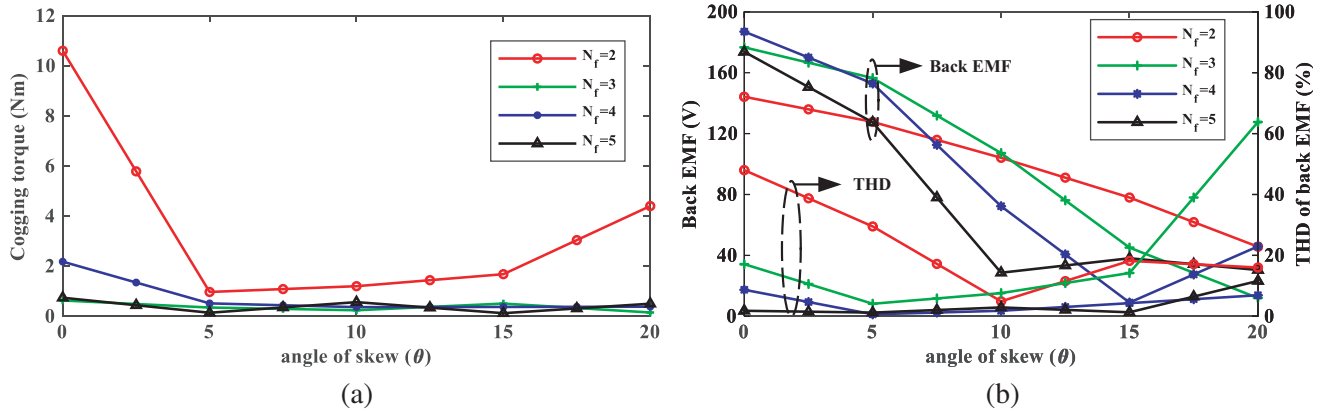 12
10
8
6
4
2
0
Cogging torque (Nm)
N_f=2
N_f=3
N_f=4
N_f=5
0 5 10 15 20
angle of skew (θ)
(a)
200
160
120
80
40
0
Back EMF (V)
Back EMF
THD
N_f=2
N_f=3
N_f=4
N_f=5
100
80
60
40
20
0
THD of back EMF (%)
0 5 10 15 20
angle of skew (θ)
(b)